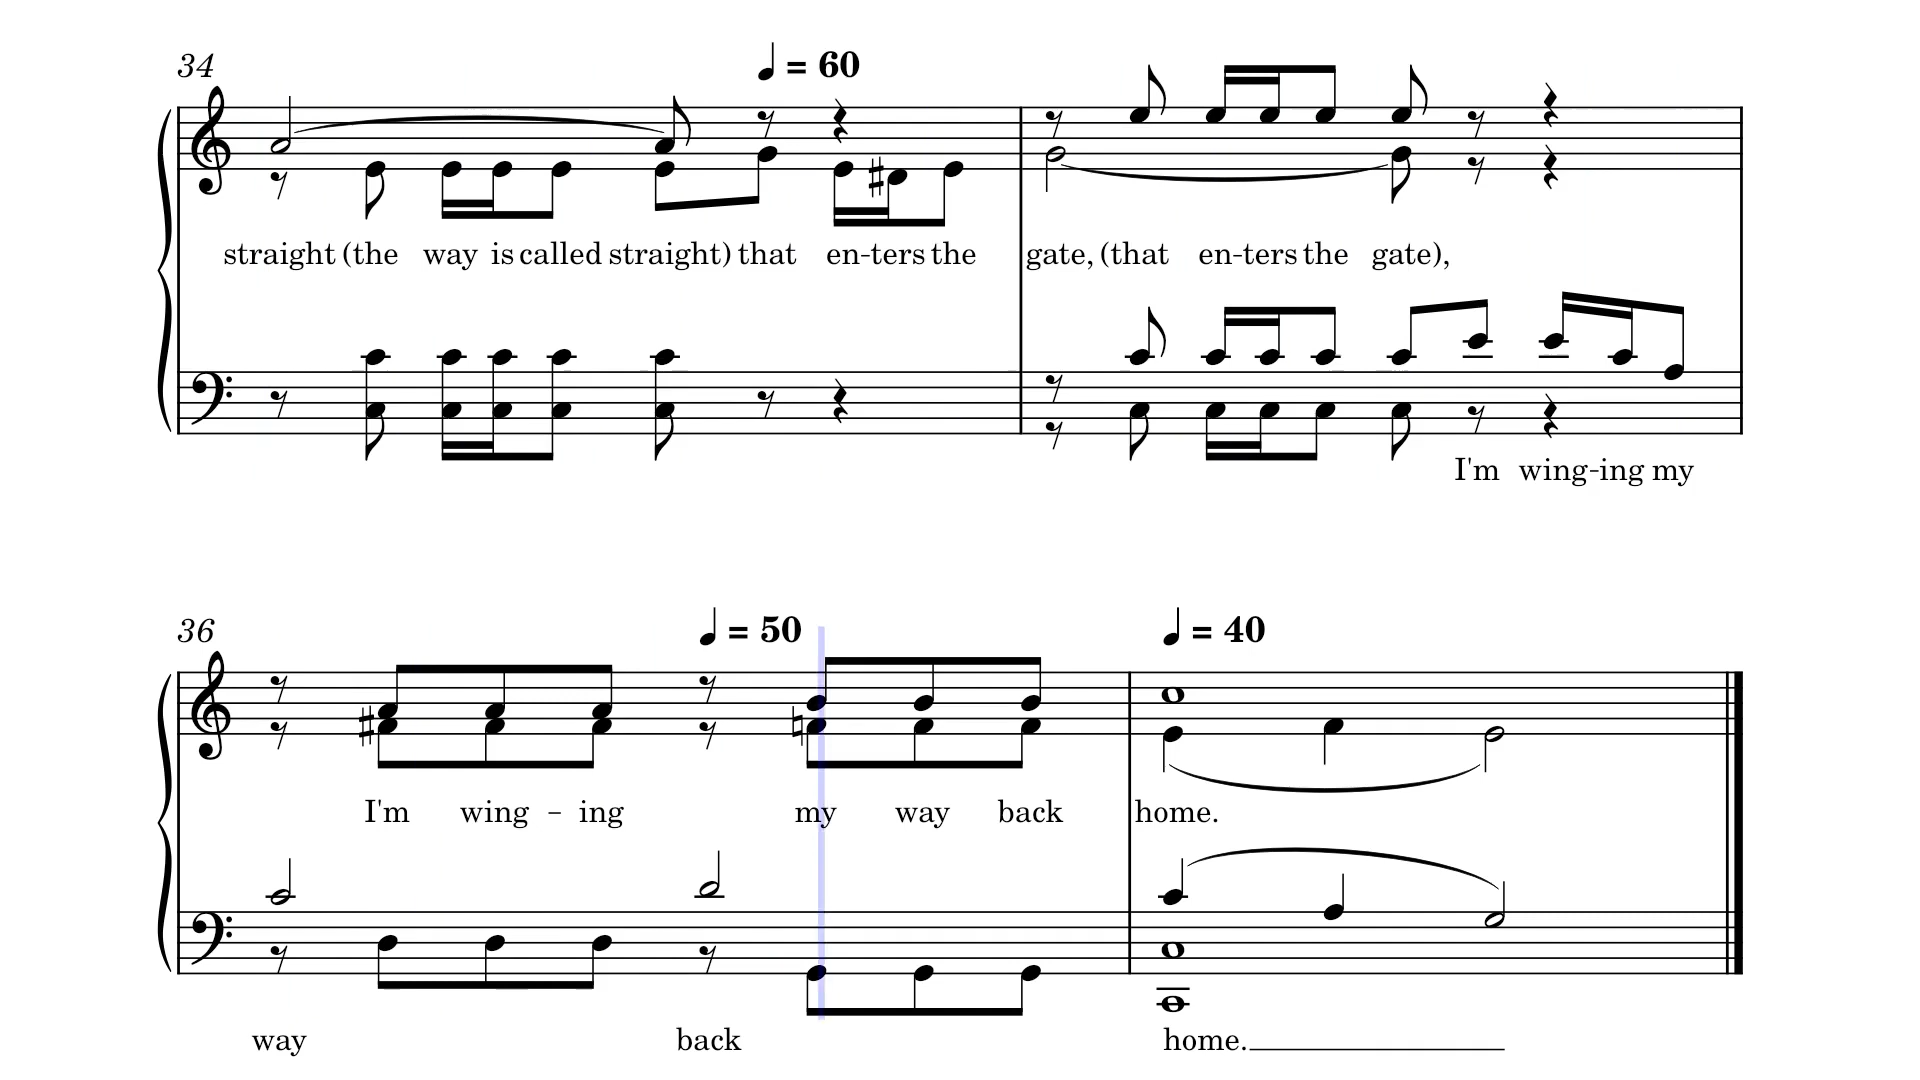 34
♩ = 60
straight (the way is called straight) that en-ters the gate, (that en-ters the gate),
I'm wing-ing my
36
♩ = 50 ♩ = 40
I'm wing - ing my way back home.
way back home.